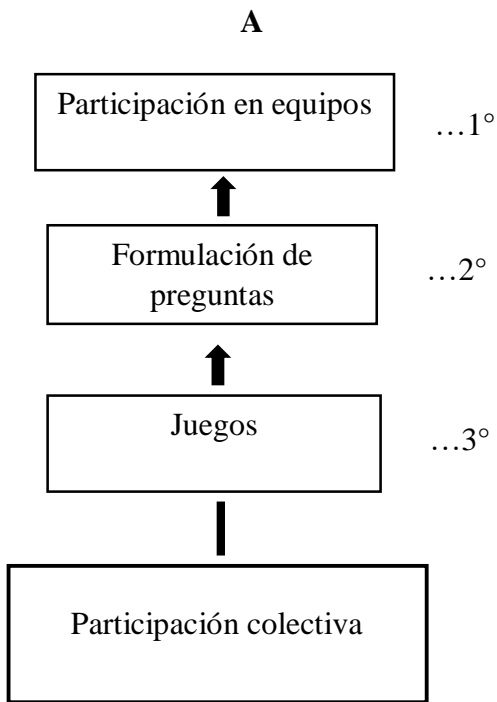 A
Participación en equipos
…1°
Formulación de
preguntas
…2°
Juegos
…3°
Participación colectiva